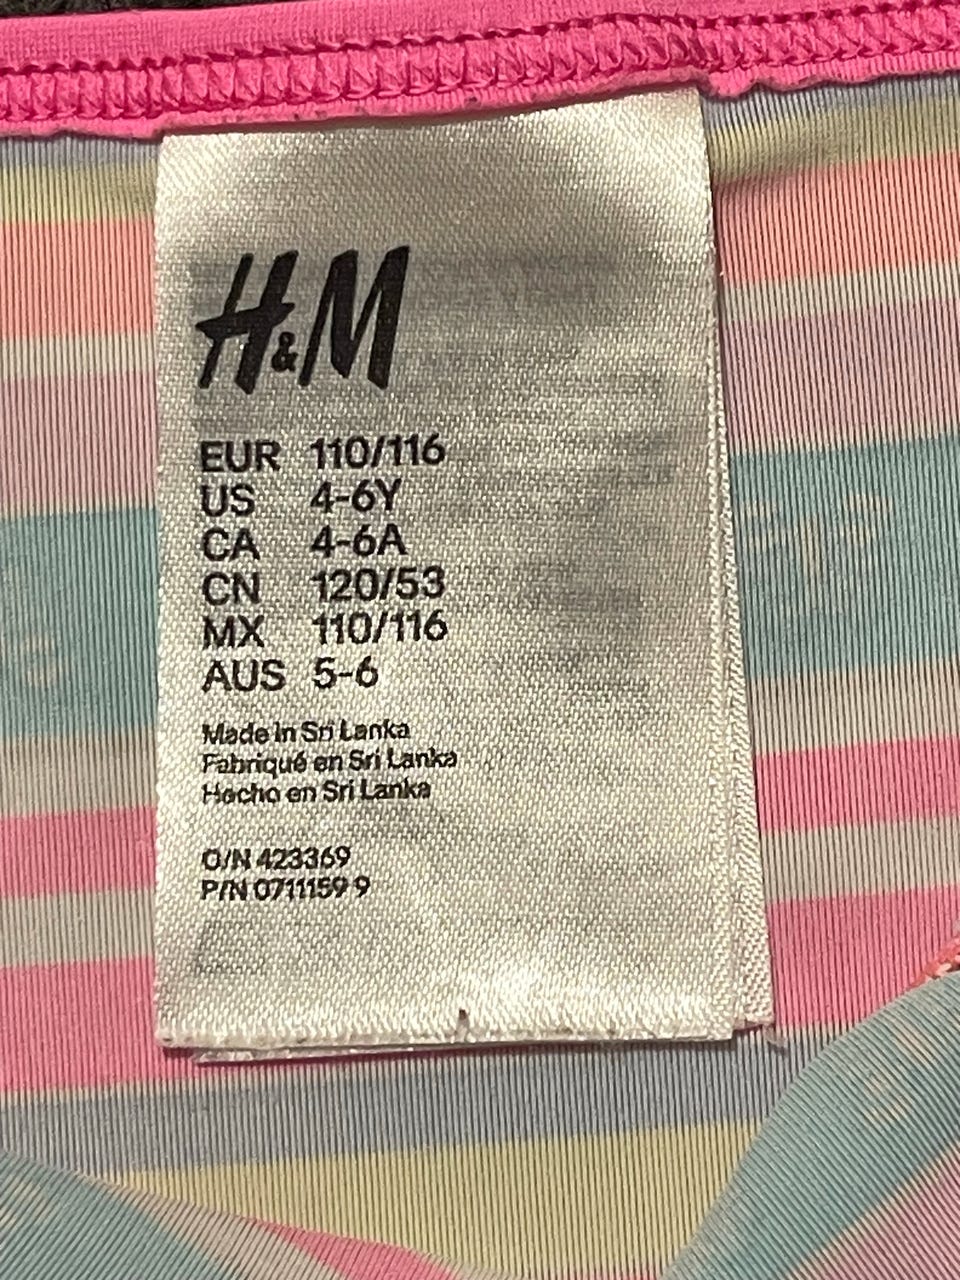 H&M
EUR 110/116
US 4-6Y
CA 4-6A
CN 120/53
MX 110/116
AUS 5-6
Made in Sri Lanka
Fabriqué en Sri Lanka
Hecho en Sri Lanka
O/N 423369
P/N 0711159 9